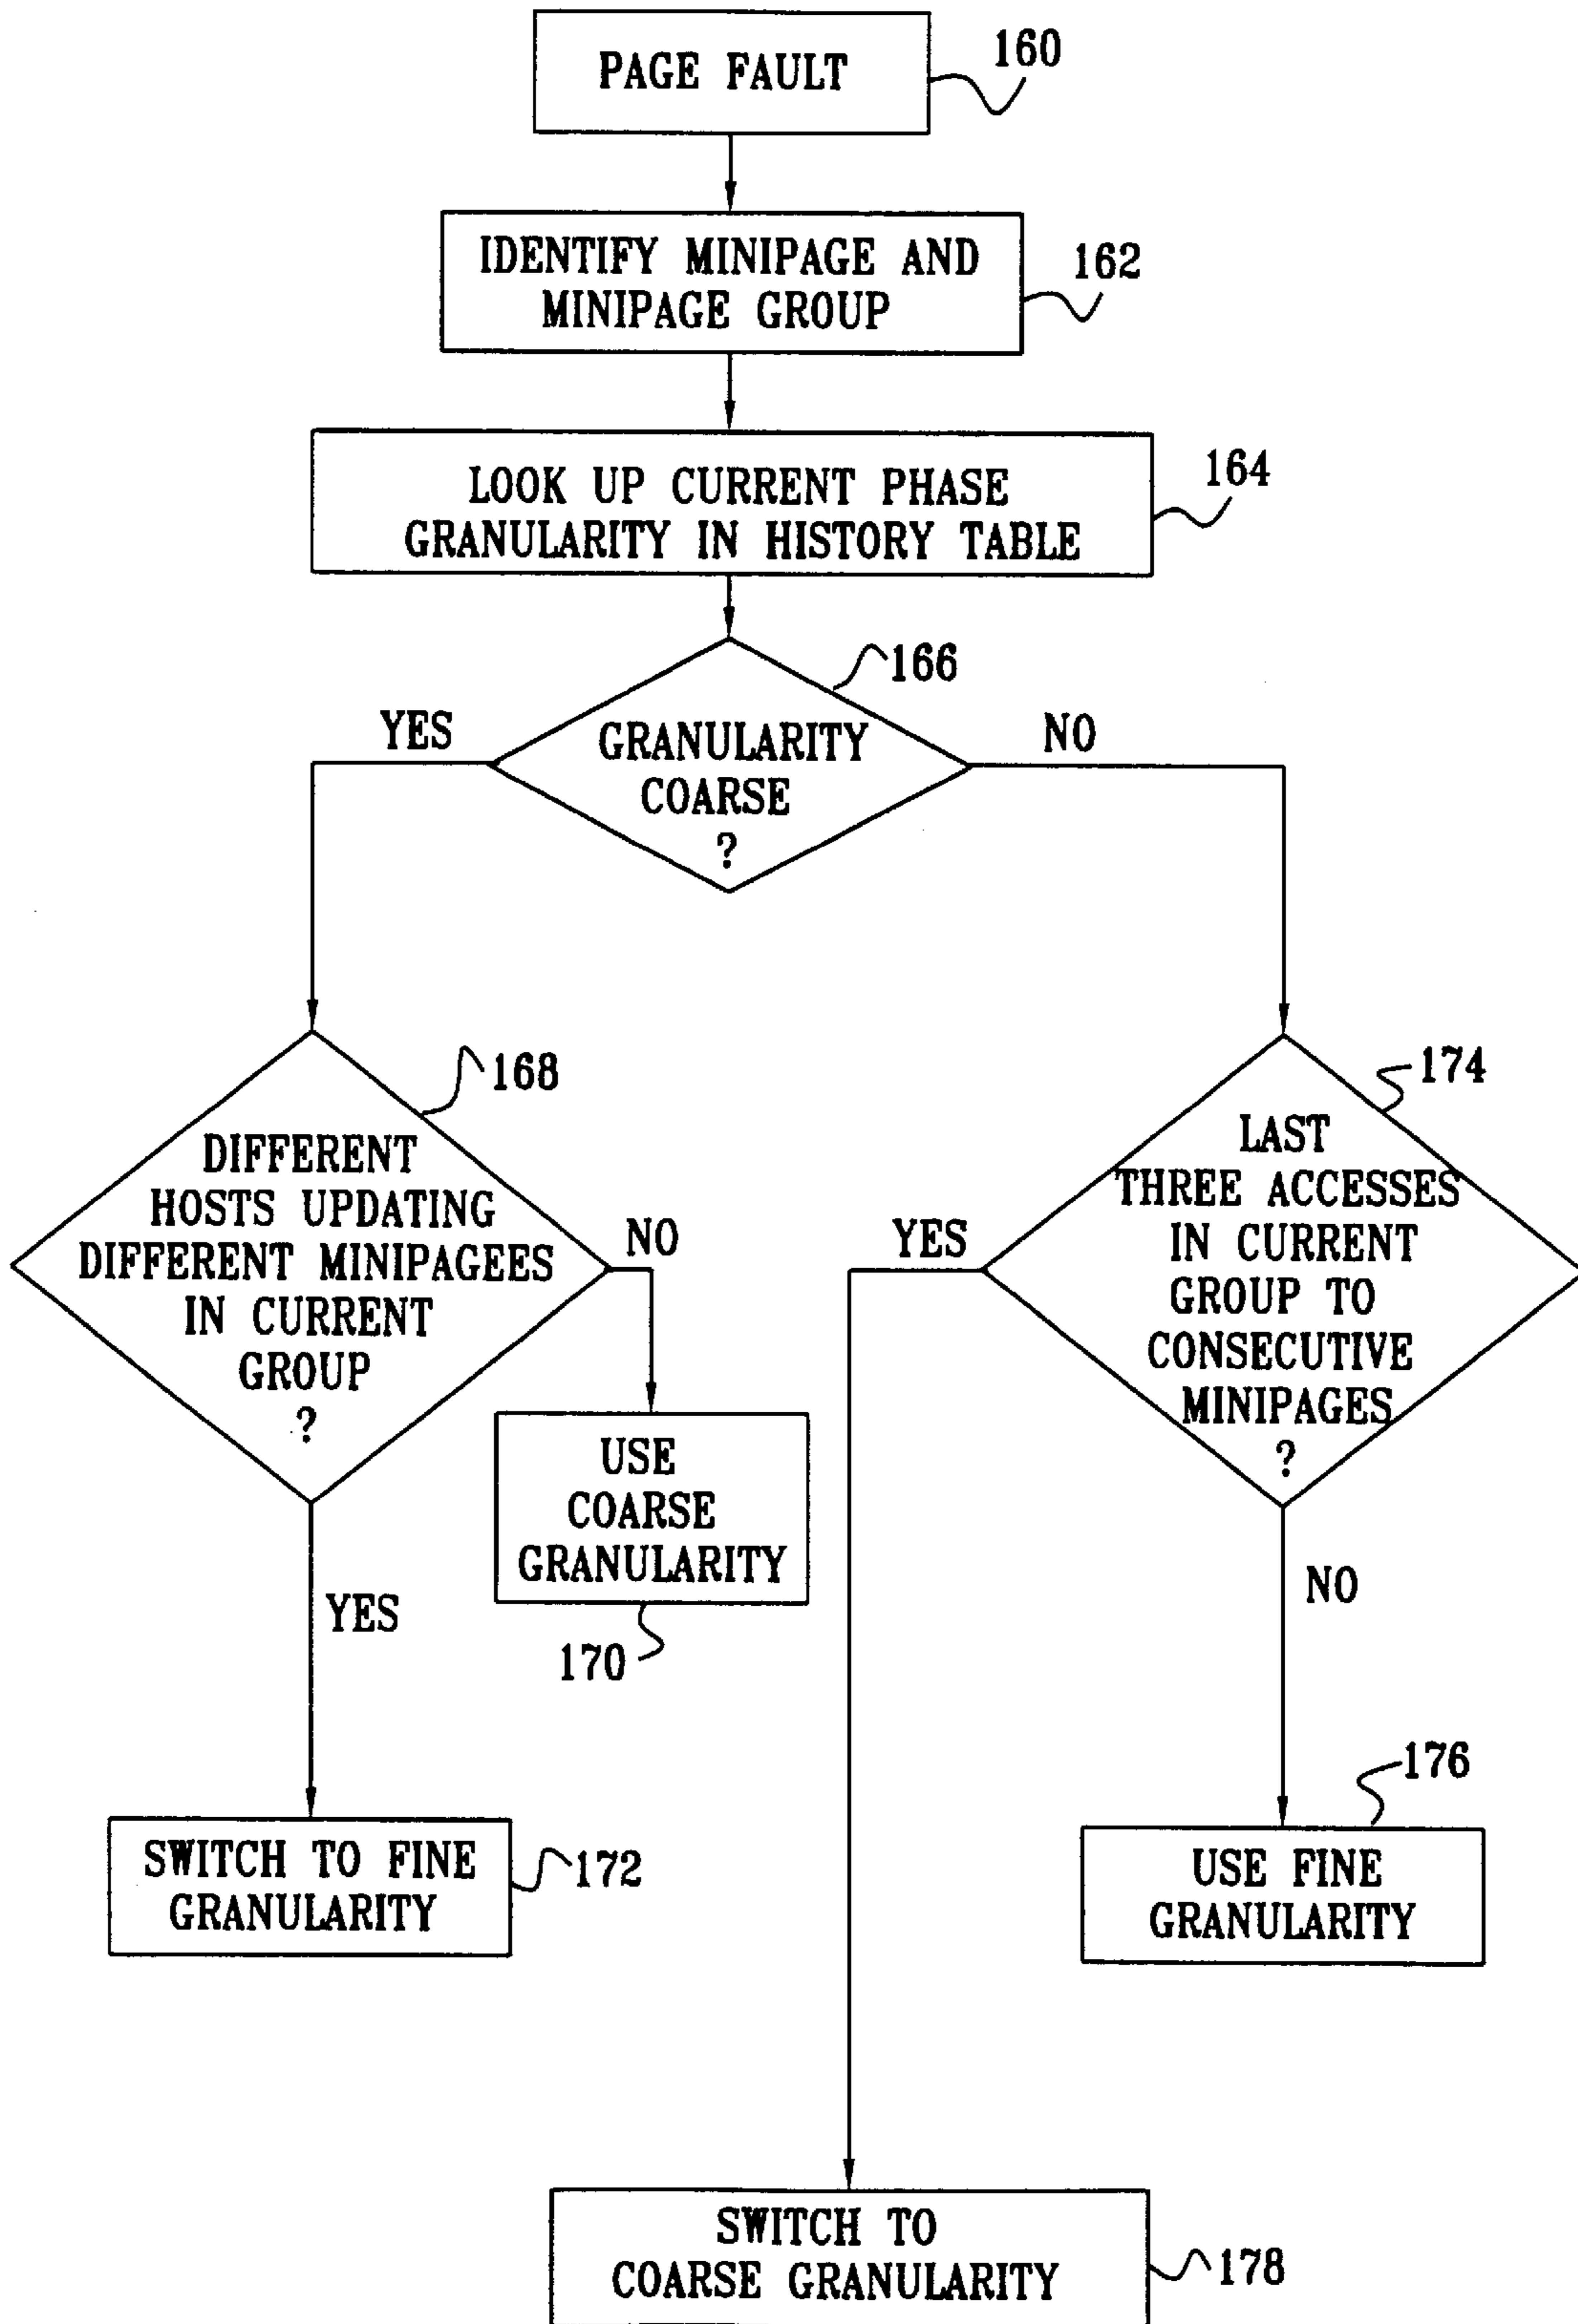 PAGE FAULT
160
IDENTIFY MINIPAGE AND
MINIPAGE GROUP
162
LOOK UP CURRENT PHASE
GRANULARITY IN HISTORY TABLE
164
166
YES
GRANULARITY
COARSE
?
NO
168
DIFFERENT
HOSTS UPDATING
DIFFERENT MINIPAGEES
IN CURRENT
GROUP
?
NO
174
LAST
THREE ACCESSES
IN CURRENT
GROUP TO
CONSECUTIVE
MINIPAGES
?
YES
USE
COARSE
GRANULARITY
170
YES
NO
SWITCH TO FINE
GRANULARITY
172
176
USE FINE
GRANULARITY
SWITCH TO
COARSE GRANULARITY
178